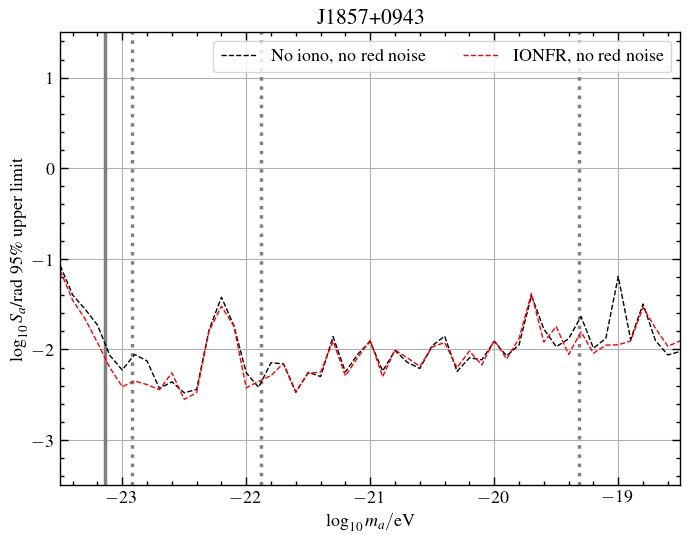 J1857+0943
No iono, no red noise
IONFR, no red noise
log₁₀ Sₐ/rad 95% upper limit
1
0
−1
−2
−3
−23
−22
−21
−20
−19
log₁₀ mₐ/eV